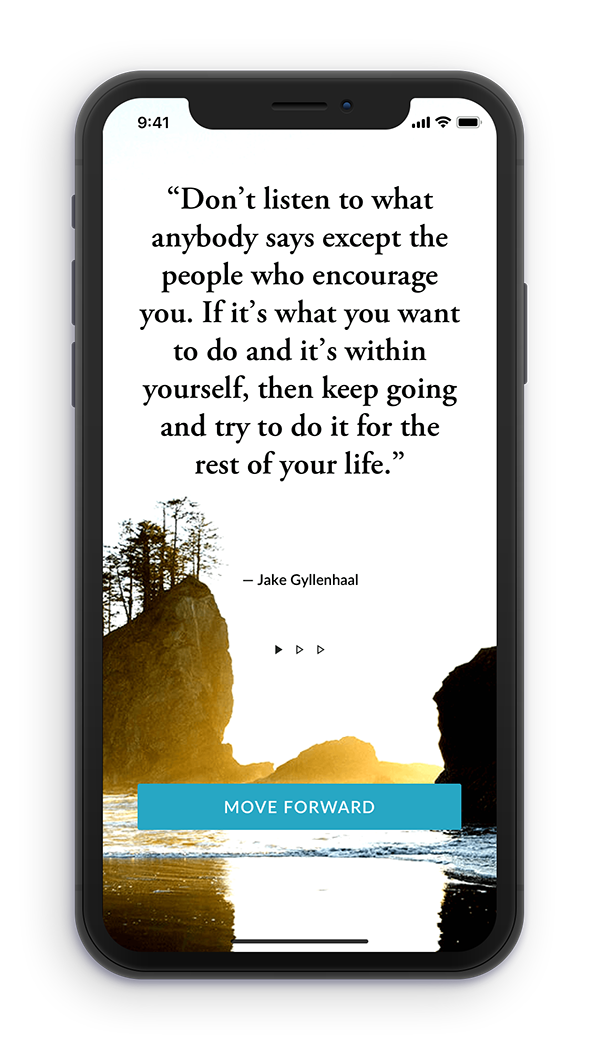 9:41
“Don’t listen to what
anybody says except the
people who encourage
you. If it’s what you want
to do and it’s within
yourself, then keep going
and try to do it for the
rest of your life.”
— Jake Gyllenhaal
MOVE FORWARD